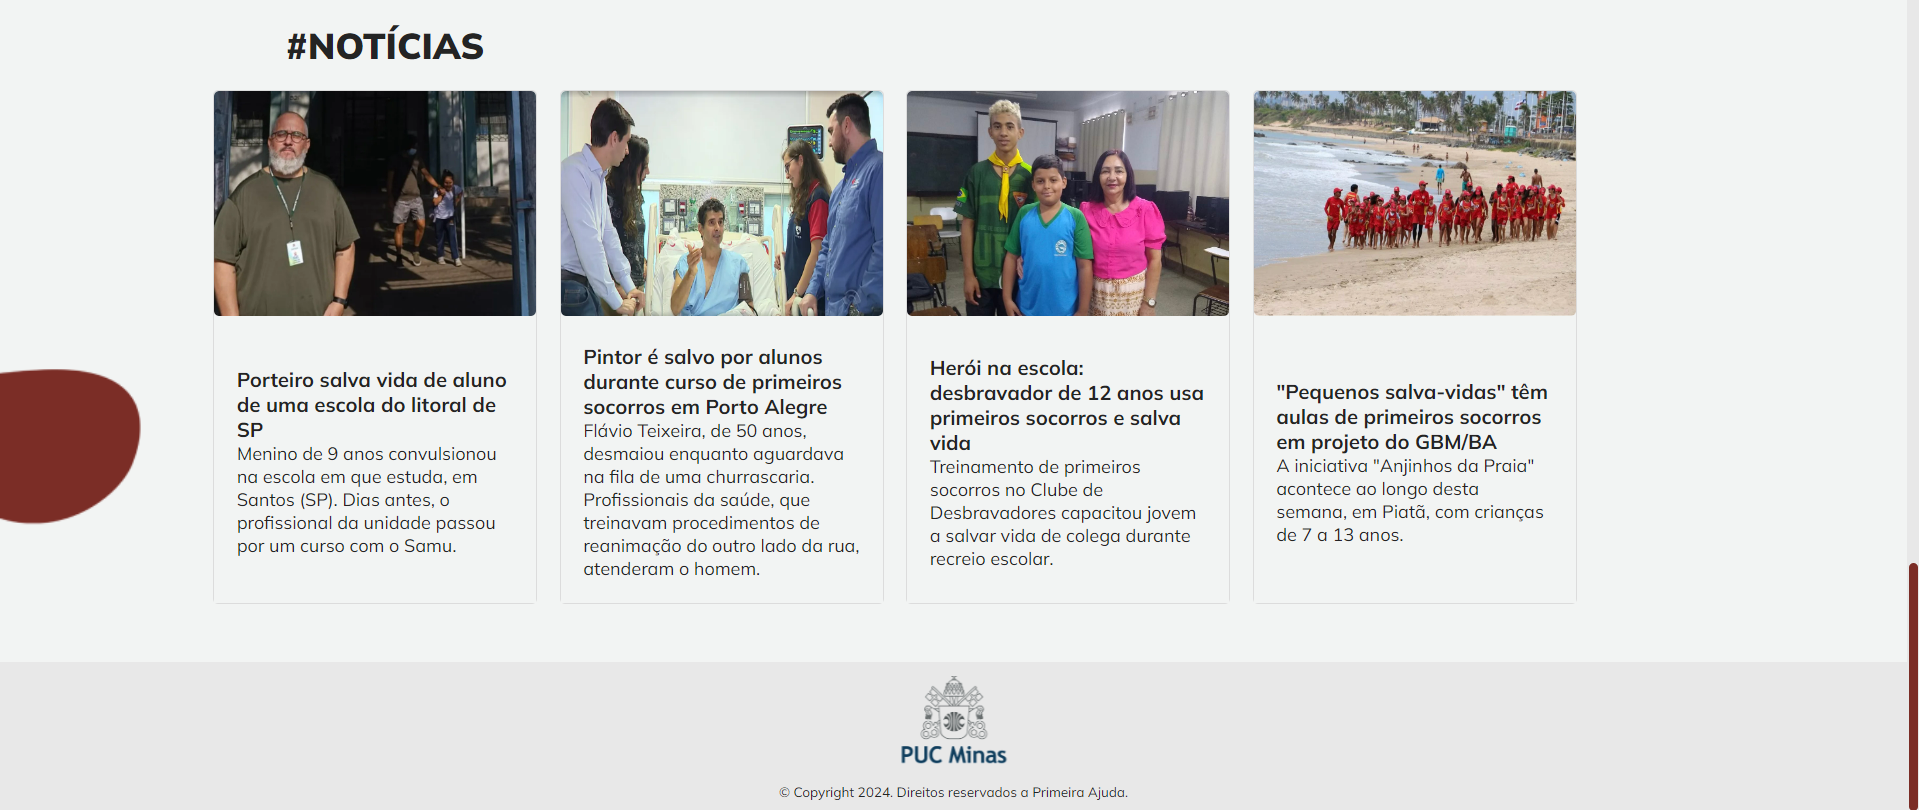 #NOTÍCIAS
Porteiro salva vida de aluno
de uma escola do litoral de
SP
Menino de 9 anos convulsionou
na escola em que estuda, em
Santos (SP). Dias antes, o
profissional da unidade passou
por um curso com o Samu.
Pintor é salvo por alunos
durante curso de primeiros
socorros em Porto Alegre
Flávio Teixeira, de 50 anos,
desmaiou enquanto aguardava
na fila de uma churrascaria.
Profissionais da saúde, que
treinavam procedimentos de
reanimação do outro lado da rua,
atenderam o homem.
Herói na escola:
desbravador de 12 anos usa
primeiros socorros e salva
vida
Treinamento de primeiros
socorros no Clube de
Desbravadores capacitou jovem
a salvar vida de colega durante
recreio escolar.
"Pequenos salva-vidas" têm
aulas de primeiros socorros
em projeto do GBM/BA
A iniciativa "Anjinhos da Praia"
acontece ao longo desta
semana, em Piatã, com crianças
de 7 a 13 anos.
PUC Minas
© Copyright 2024. Direitos reservados a Primeira Ajuda.